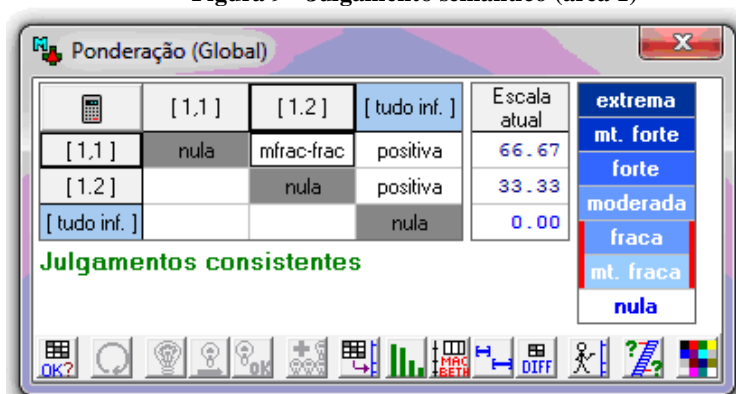 Ponderação (Global)
[ 1,1 ] [ 1.2 ] [ tudo inf. ] Escala atual
[ 1,1 ] nula mfrac-frac positiva 66.67
[ 1.2 ] nula positiva 33.33
[ tudo inf. ] nula 0.00
extrema
mt. forte
forte
moderada
fraca
mt. fraca
nula
Julgamentos consistentes
OK? OK MAC BETH DIFF ? ?